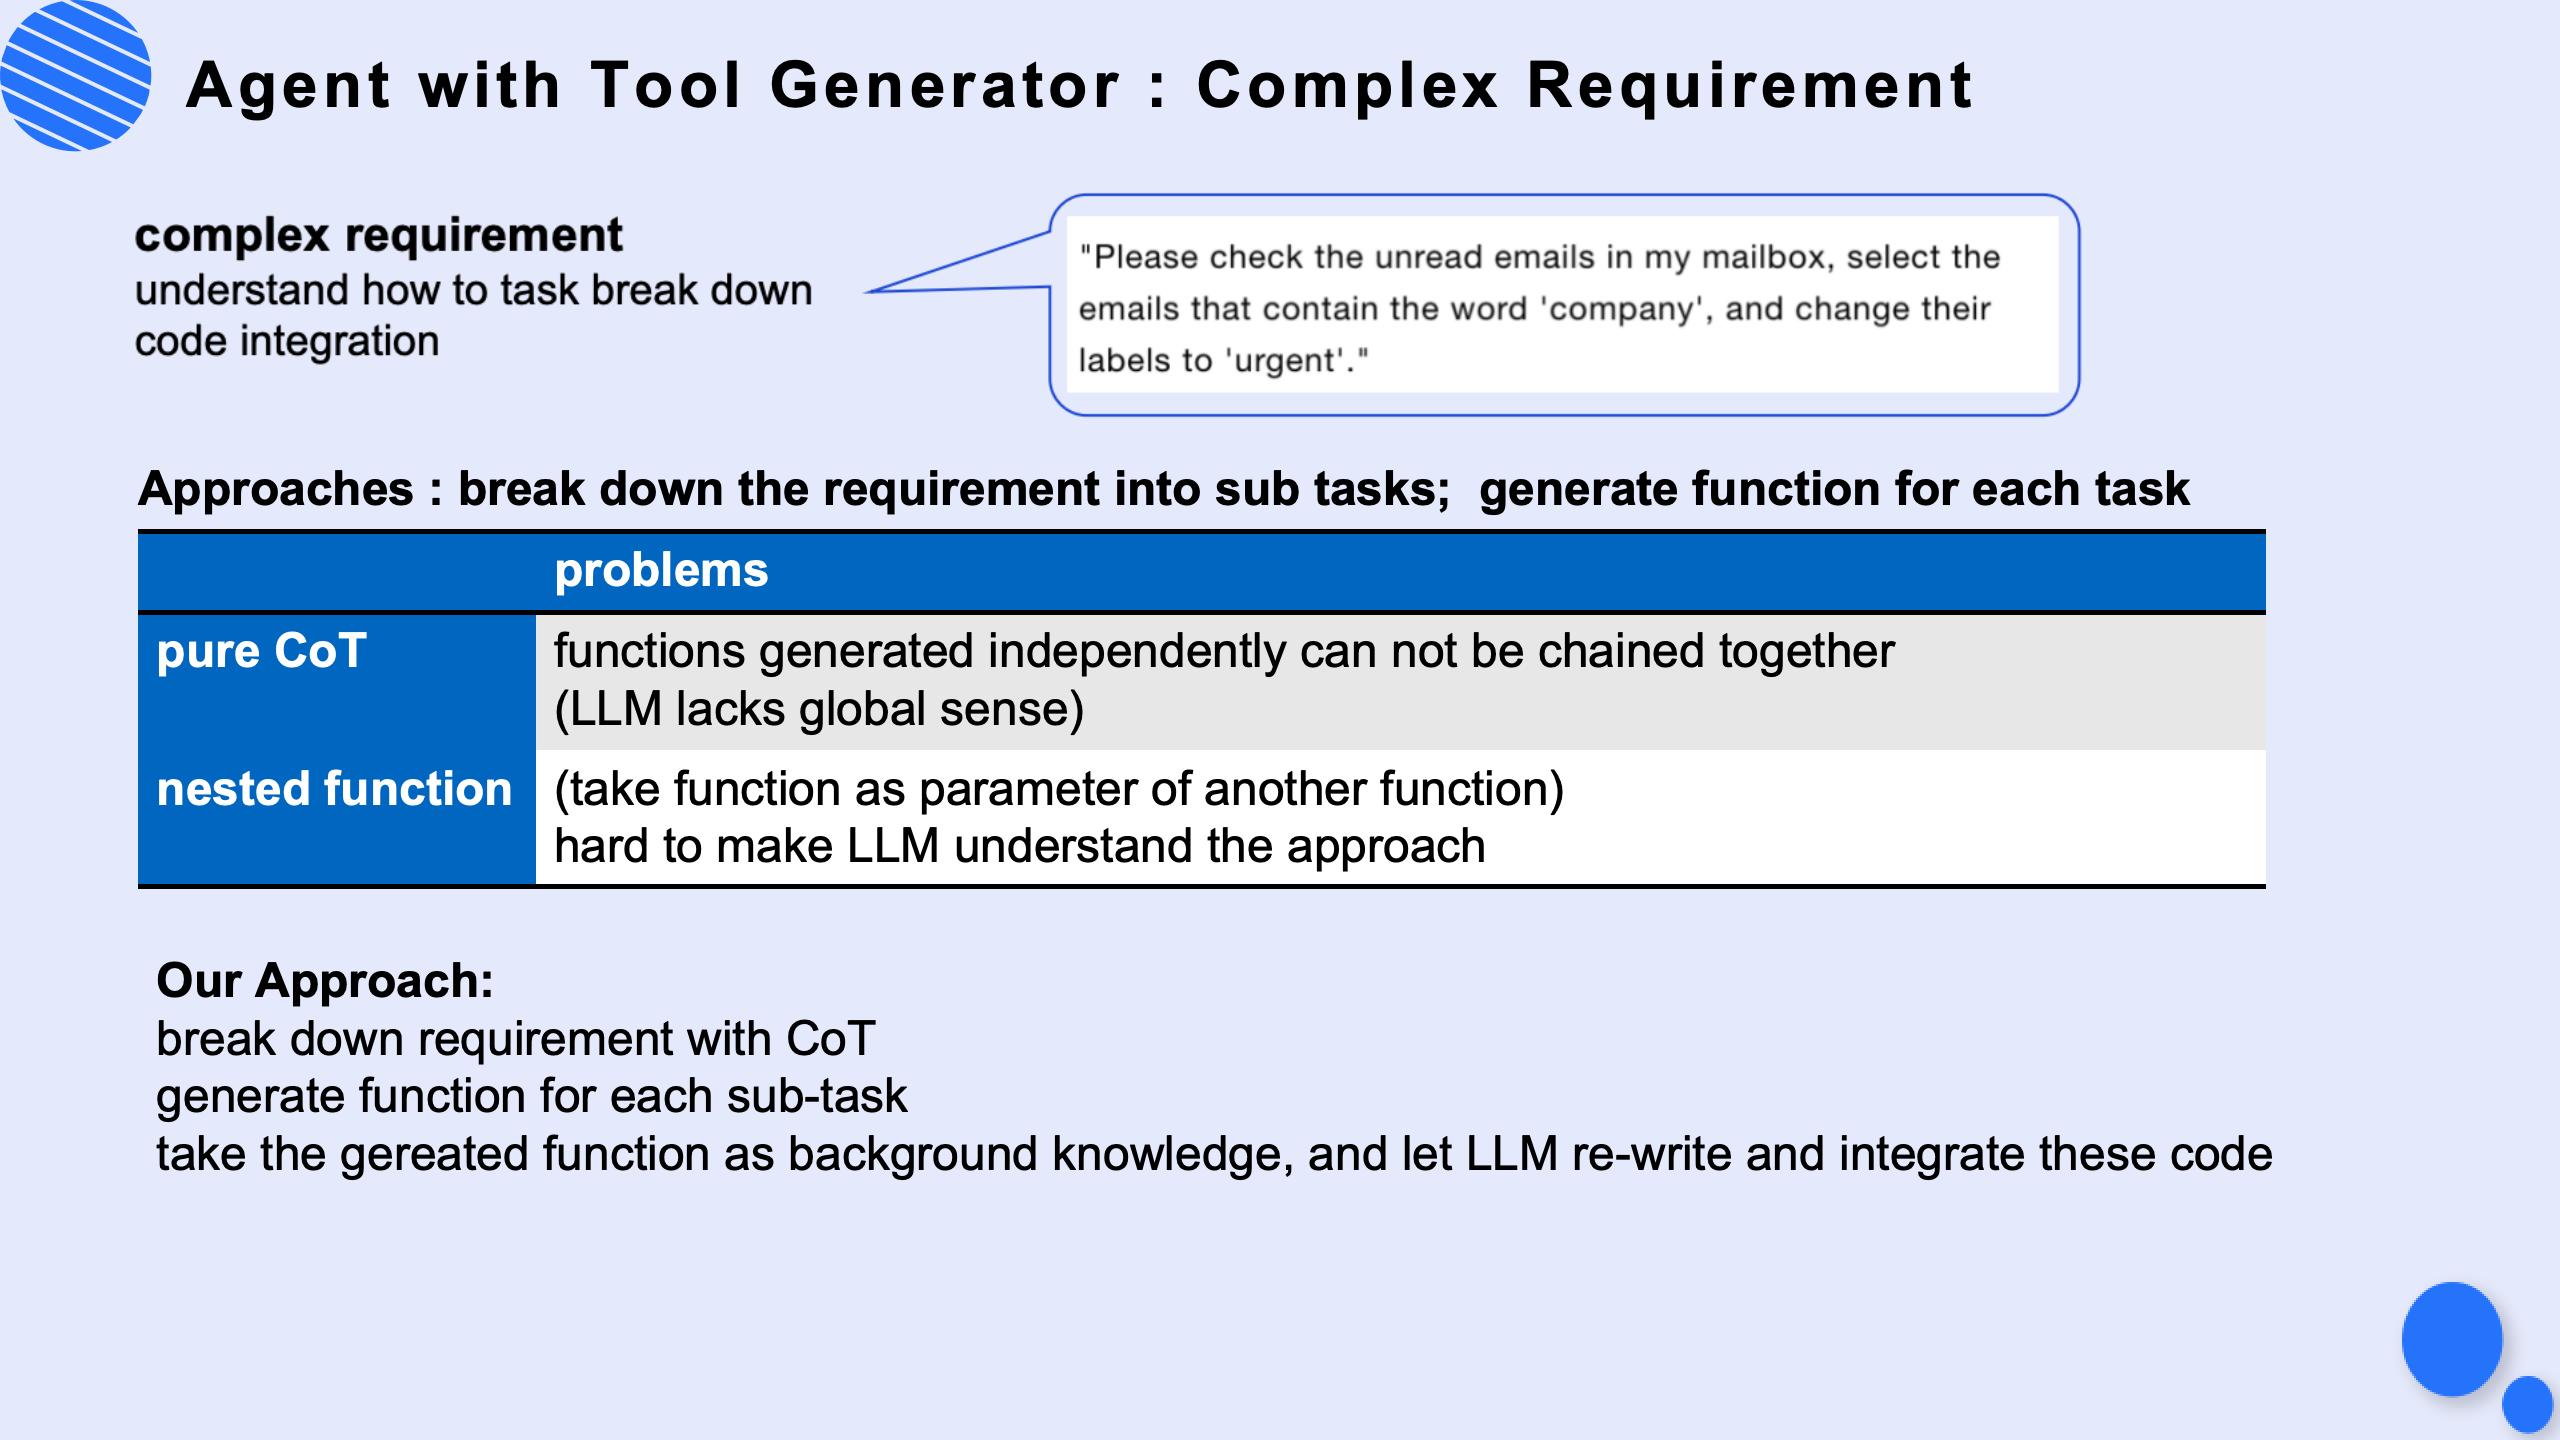 Agent with Tool Generator : Complex Requirement
complex requirement
understand how to task break down
code integration
"Please check the unread emails in my mailbox, select the
emails that contain the word 'company', and change their
labels to 'urgent'."
Approaches : break down the requirement into sub tasks;  generate function for each task
problems
pure CoT
functions generated independently can not be chained together
(LLM lacks global sense)
nested function
(take function as parameter of another function)
hard to make LLM understand the approach
Our Approach:
break down requirement with CoT
generate function for each sub-task
take the gereated function as background knowledge, and let LLM re-write and integrate these code